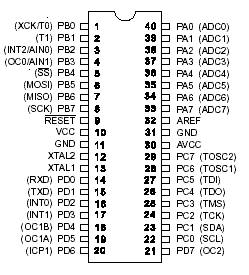 (XCK/T0) PB0 1 40 PA0 (ADC0)
(T1) PB1 2 39 PA1 (ADC1)
(INT2/AIN0) PB2 3 38 PA2 (ADC2)
(OC0/AIN1) PB3 4 37 PA3 (ADC3)
(SS) PB4 5 36 PA4 (ADC4)
(MOSI) PB5 6 35 PA5 (ADC5)
(MISO) PB6 7 34 PA6 (ADC6)
(SCK) PB7 8 33 PA7 (ADC7)
RESET 9 32 AREF
VCC 10 31 GND
GND 11 30 AVCC
XTAL2 12 29 PC7 (TOSC2)
XTAL1 13 28 PC6 (TOSC1)
(RXD) PD0 14 27 PC5 (TDI)
(TXD) PD1 15 26 PC4 (TDO)
(INT0) PD2 16 25 PC3 (TMS)
(INT1) PD3 17 24 PC2 (TCK)
(OC1B) PD4 18 23 PC1 (SDA)
(OC1A) PD5 19 22 PC0 (SCL)
(ICP1) PD6 20 21 PD7 (OC2)